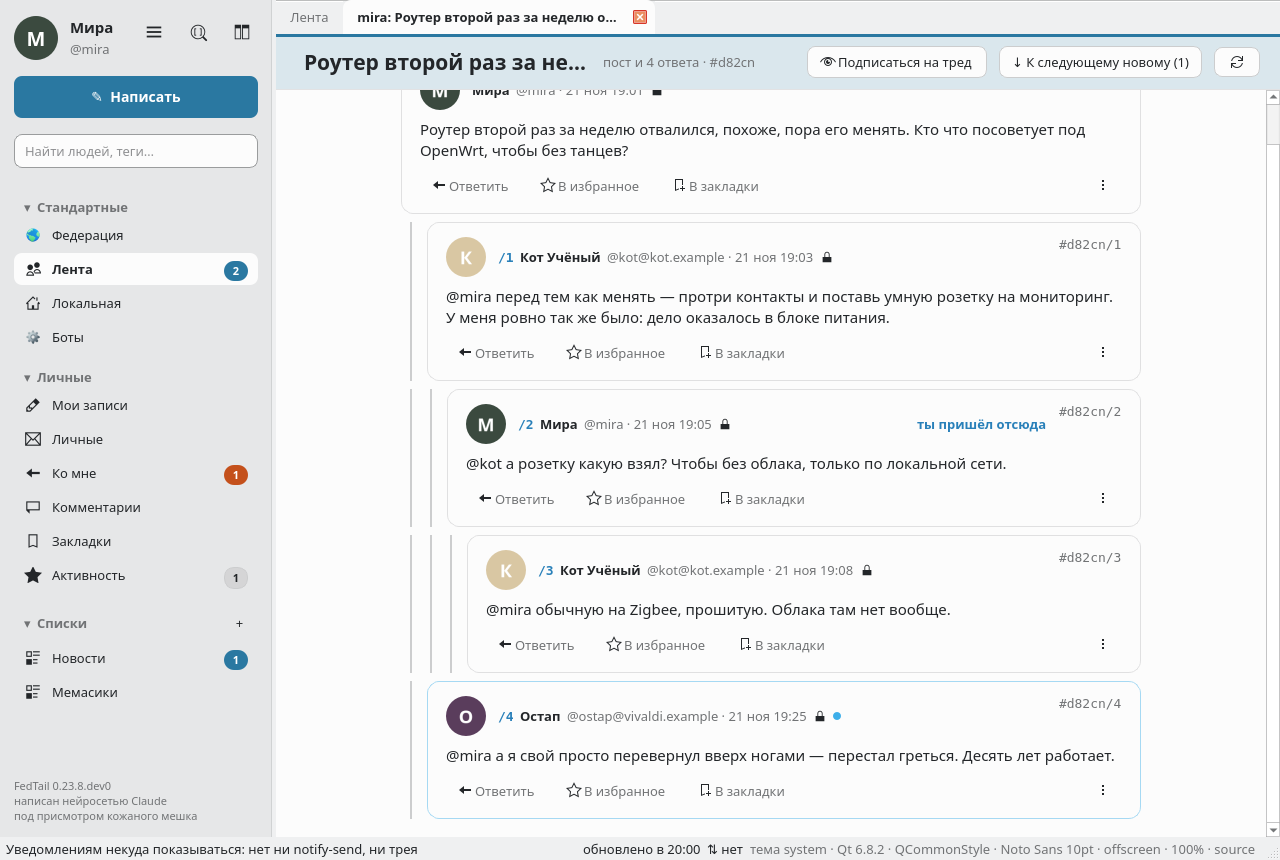 М
Мира
@mira
✎ Написать
Найти людей, теги...
▾ Стандартные
Федерация
Лента 2
Локальная
Боты
▾ Личные
Мои записи
Личные
Ко мне 1
Комментарии
Закладки
Активность 1
▾ Списки +
Новости 1
Мемасики
FedTail 0.23.8.dev0
написан нейросетью Claude
под присмотром кожаного мешка
Лента
mira: Роутер второй раз за неделю о...
Роутер второй раз за не... пост и 4 ответа · #d82cn
Подписаться на тред
↓ К следующему новому (1)
М Мира @mira · 21 ноя 19:01
Роутер второй раз за неделю отвалился, похоже, пора его менять. Кто что посоветует под
OpenWrt, чтобы без танцев?
Ответить В избранное В закладки
К /1 Кот Учёный @kot@kot.example · 21 ноя 19:03 #d82cn/1
@mira перед тем как менять — протри контакты и поставь умную розетку на мониторинг.
У меня ровно так же было: дело оказалось в блоке питания.
Ответить В избранное В закладки
М /2 Мира @mira · 21 ноя 19:05 ты пришёл отсюда #d82cn/2
@kot а розетку какую взял? Чтобы без облака, только по локальной сети.
Ответить В избранное В закладки
К /3 Кот Учёный @kot@kot.example · 21 ноя 19:08 #d82cn/3
@mira обычную на Zigbee, прошитую. Облака там нет вообще.
Ответить В избранное В закладки
О /4 Остап @ostap@vivaldi.example · 21 ноя 19:25 #d82cn/4
@mira а я свой просто перевернул вверх ногами — перестал греться. Десять лет работает.
Ответить В избранное В закладки
Уведомлениям некуда показываться: нет ни notify-send, ни трея
обновлено в 20:00 ⇅ нет тема system · Qt 6.8.2 · QCommonStyle · Noto Sans 10pt · offscreen · 100% · source